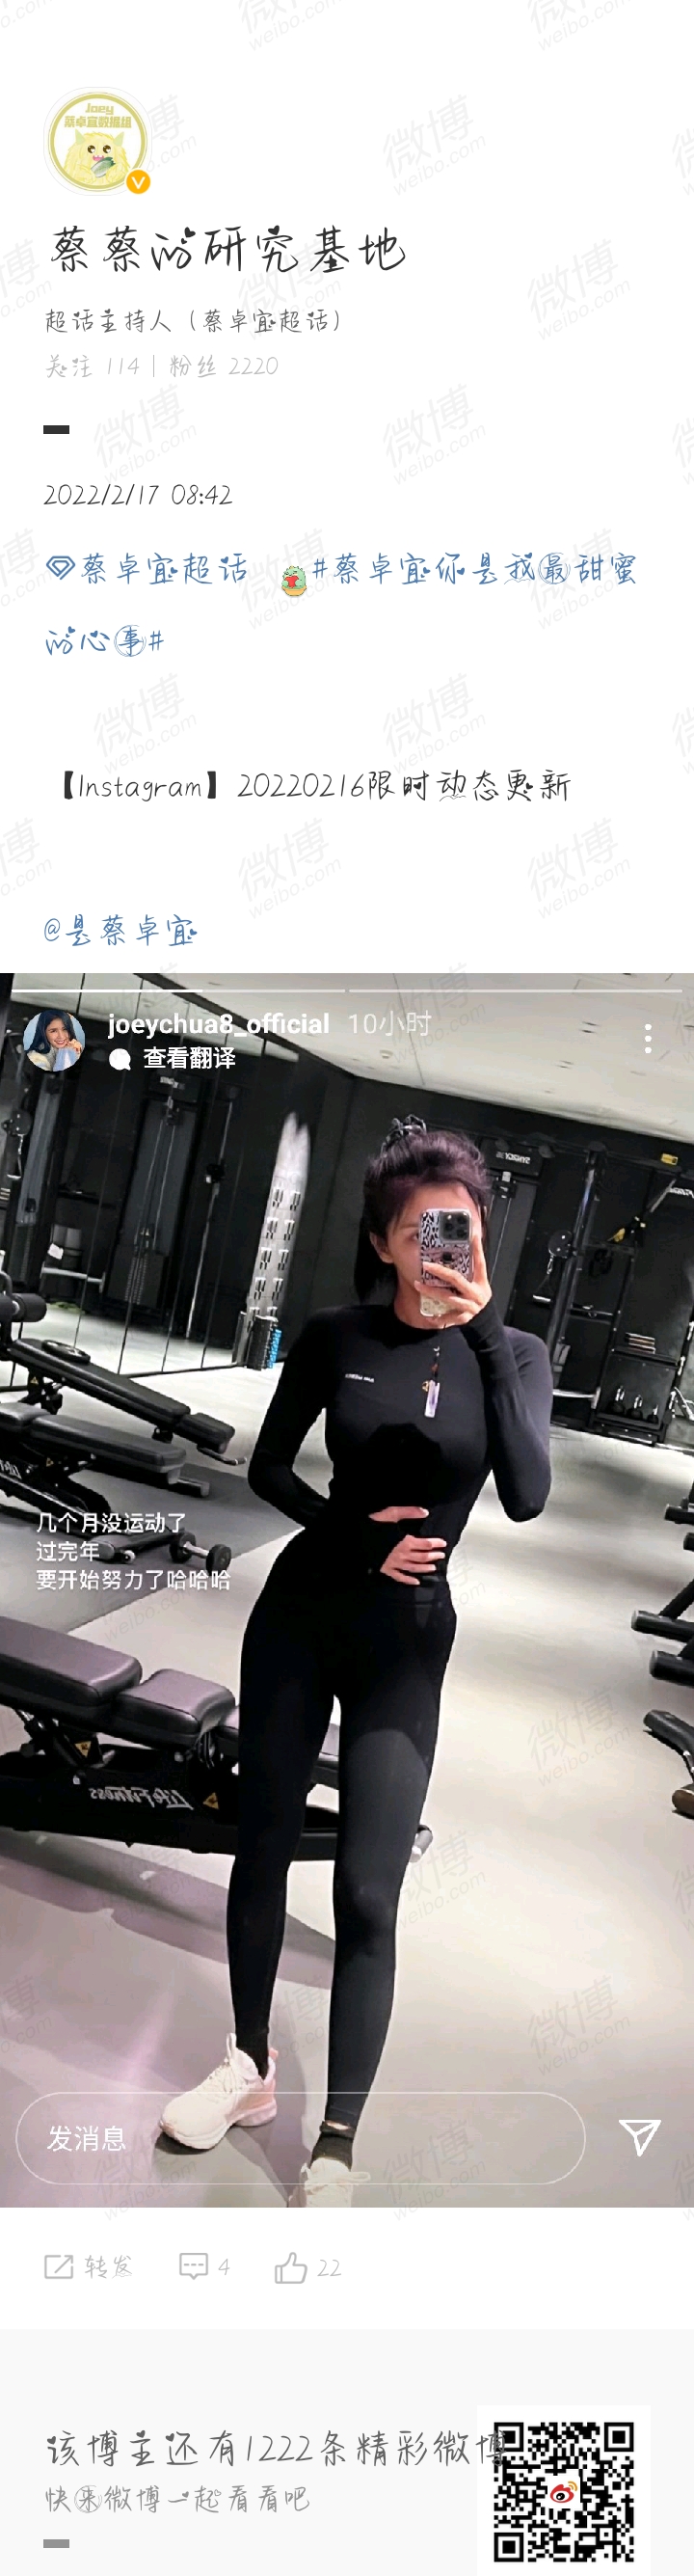 Joey
蔡卓宜数据组
蔡蔡的研究基地
超话主持人（蔡卓宜超话）
关注 114 | 粉丝 2220
2022/2/17 08:42
蔡卓宜超话 #蔡卓宜你是我最甜蜜
的心事#
【Instagram】20220216限时动态更新
@是蔡卓宜
joeychua8_official 10小时
查看翻译
几个月没运动了
过完年
要开始努力了哈哈哈
LifeFitness
发消息
转发 4 22
该博主还有1222条精彩微博
快来微博一起看看吧
微博
weibo.com